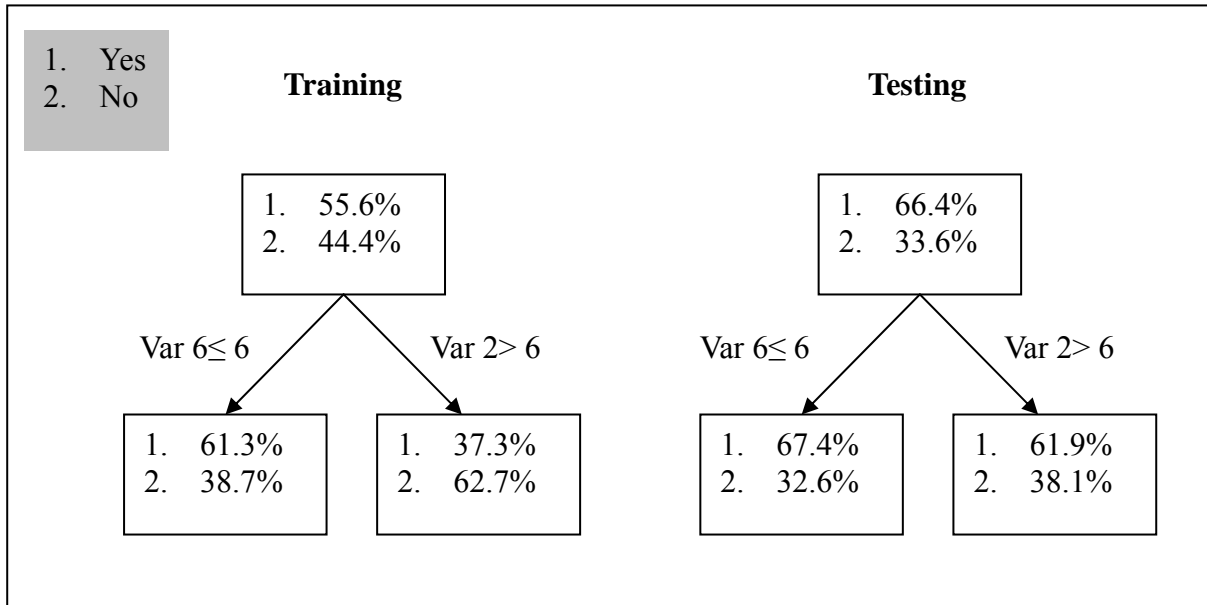 1. Yes
2. No
Training
Testing
1. 55.6%
2. 44.4%
1. 66.4%
2. 33.6%
Var 6≤ 6
Var 2> 6
Var 6≤ 6
Var 2> 6
1. 61.3%
2. 38.7%
1. 37.3%
2. 62.7%
1. 67.4%
2. 32.6%
1. 61.9%
2. 38.1%